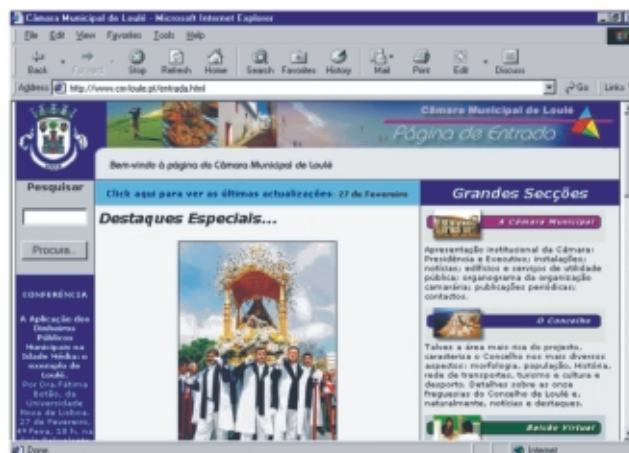 Câmara Municipal de Loulé - Microsoft Internet Explorer
File Edit View Favorites Tools Help
Back Forward Stop Refresh Home Search Favorites History Mail Print Edit Discuss
Address http://www.cm-loule.pt/entrada.html Go Links
Câmara Municipal de Loulé
Página de Entrada
Bem-vindo à página da Câmara Municipal de Loulé
Pesquisar
Procura...
CONFERÊNCIA
A Aplicação dos
Dinheiros
Públicos
Municipais na
Idade Média: o
exemplo de
Loulé.
Por Dra.Fátima
Botão, da
Universidade
Nova de Lisboa.
27 de Fevereiro,
4ª Feira, 18 h. na
Click aqui para ver as últimas actualizações: 27 de Fevereiro
Destaques Especiais...
Grandes Secções
A Câmara Municipal
Apresentação institucional da Câmara:
Presidência e Executivo; instalações;
notícias; edifícios e serviços de utilidade
pública; organograma da organização
camarária; publicações periódicas;
contactos.
O Concelho
Talvez a área mais rica do projecto,
caracteriza o Concelho nos mais diversos
aspectos: morfologia, população, História,
rede de transportes, turismo e cultura e
desporto. Detalhes sobre as onze
freguesias do Concelho de Loulé e,
naturalmente, notícias e destaques.
Balcão Virtual
Done Internet